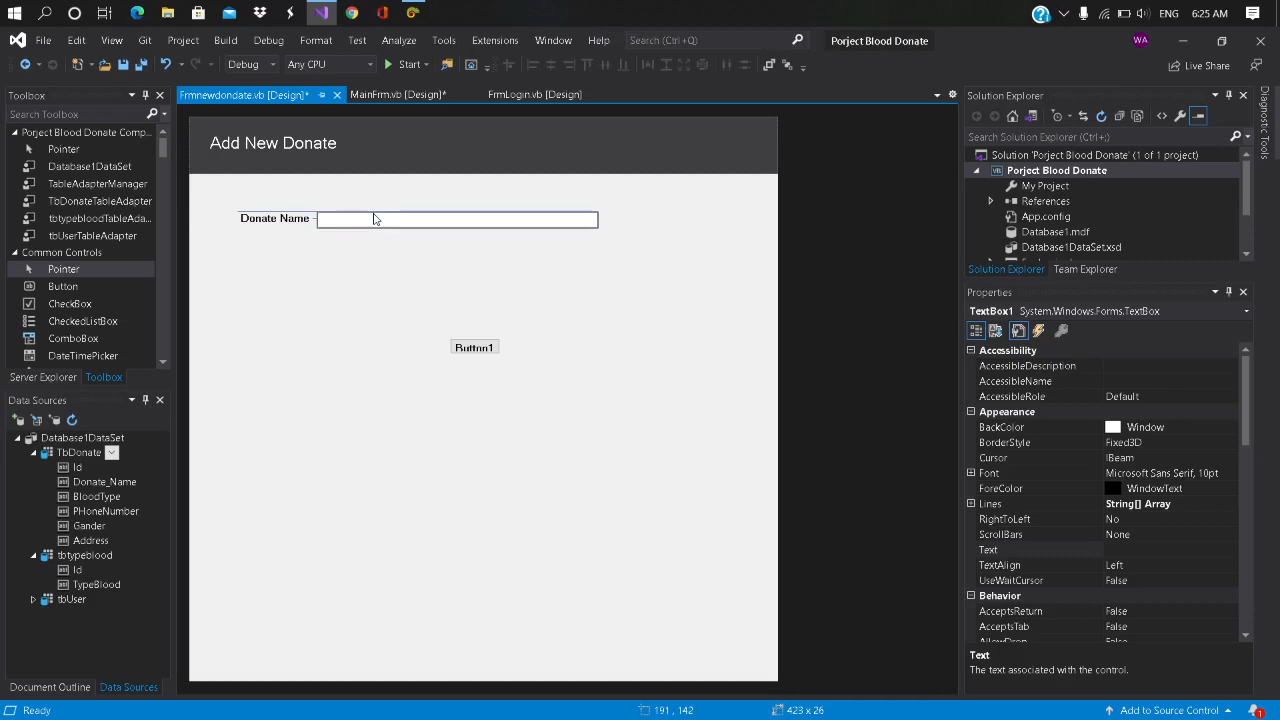 ENG
6:25 AM
File
Edit
View
Git
Project
Build
Debug
Format
Test
Analyze
Tools
Extensions
Window
Help
Search (Ctrl+Q)
Porject Blood Donate
WA
Debug
Any CPU
Start
Live Share
Toolbox
Search Toolbox
Porject Blood Donate Comp...
Pointer
Database1DataSet
TableAdapterManager
TbDonateTableAdapter
tbtypebloodTableAda...
tbUserTableAdapter
Common Controls
Pointer
Button
CheckBox
CheckedListBox
ComboBox
DateTimePicker
Server Explorer
Toolbox
Data Sources
Database1DataSet
TbDonate
Id
Donate_Name
BloodType
PHoneNumber
Gander
Address
tbtypeblood
Id
TypeBlood
tbUser
Document Outline
Data Sources
Frmnewdondate.vb [Design]*
MainFrm.vb [Design]*
FrmLogin.vb [Design]
Add New Donate
Donate Name
Button1
Solution Explorer
Search Solution Explorer (Ctrl+;)
Solution 'Porject Blood Donate' (1 of 1 project)
Porject Blood Donate
My Project
References
App.config
Database1.mdf
Database1DataSet.xsd
Solution Explorer
Team Explorer
Diagnostic Tools
Properties
TextBox1 System.Windows.Forms.TextBox
Accessibility
AccessibleDescription
AccessibleName
AccessibleRole Default
Appearance
BackColor Window
BorderStyle Fixed3D
Cursor IBeam
Font Microsoft Sans Serif, 10pt
ForeColor WindowText
Lines String[] Array
RightToLeft No
ScrollBars None
Text
TextAlign Left
UseWaitCursor False
Behavior
AcceptsReturn False
AcceptsTab False
AllowDrop False
Text
The text associated with the control.
Ready
191 , 142
423 x 26
Add to Source Control
1